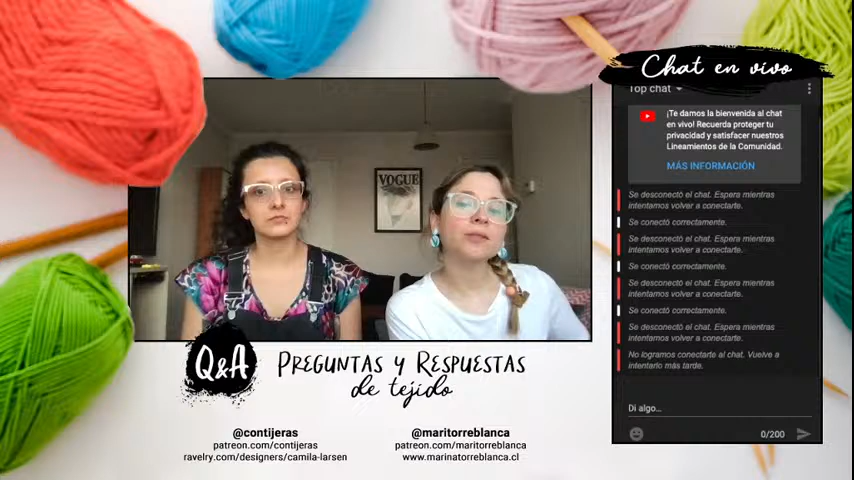 Chat en vivo
Top chat
¡Te damos la bienvenida al chat
en vivo! Recuerda proteger tu
privacidad y satisfacer nuestros
Lineamientos de la Comunidad.
MÁS INFORMACIÓN
Se desconectó el chat. Espera mientras
intentamos volver a conectarte.
Se conectó correctamente.
Se desconectó el chat. Espera mientras
intentamos volver a conectarte.
Se conectó correctamente.
Se desconectó el chat. Espera mientras
intentamos volver a conectarte.
Se conectó correctamente.
Se desconectó el chat. Espera mientras
intentamos volver a conectarte.
No logramos conectarte al chat. Vuelve a
intentarlo más tarde.
Di algo...
0/200
VOGUE
Q&A
PREGUNTAS Y RESPUESTAS
de tejido
@contijeras
patreon.com/contijeras
ravelry.com/designers/camila-larsen
@maritorreblanca
patreon.com/maritorreblanca
www.marinatorreblanca.cl